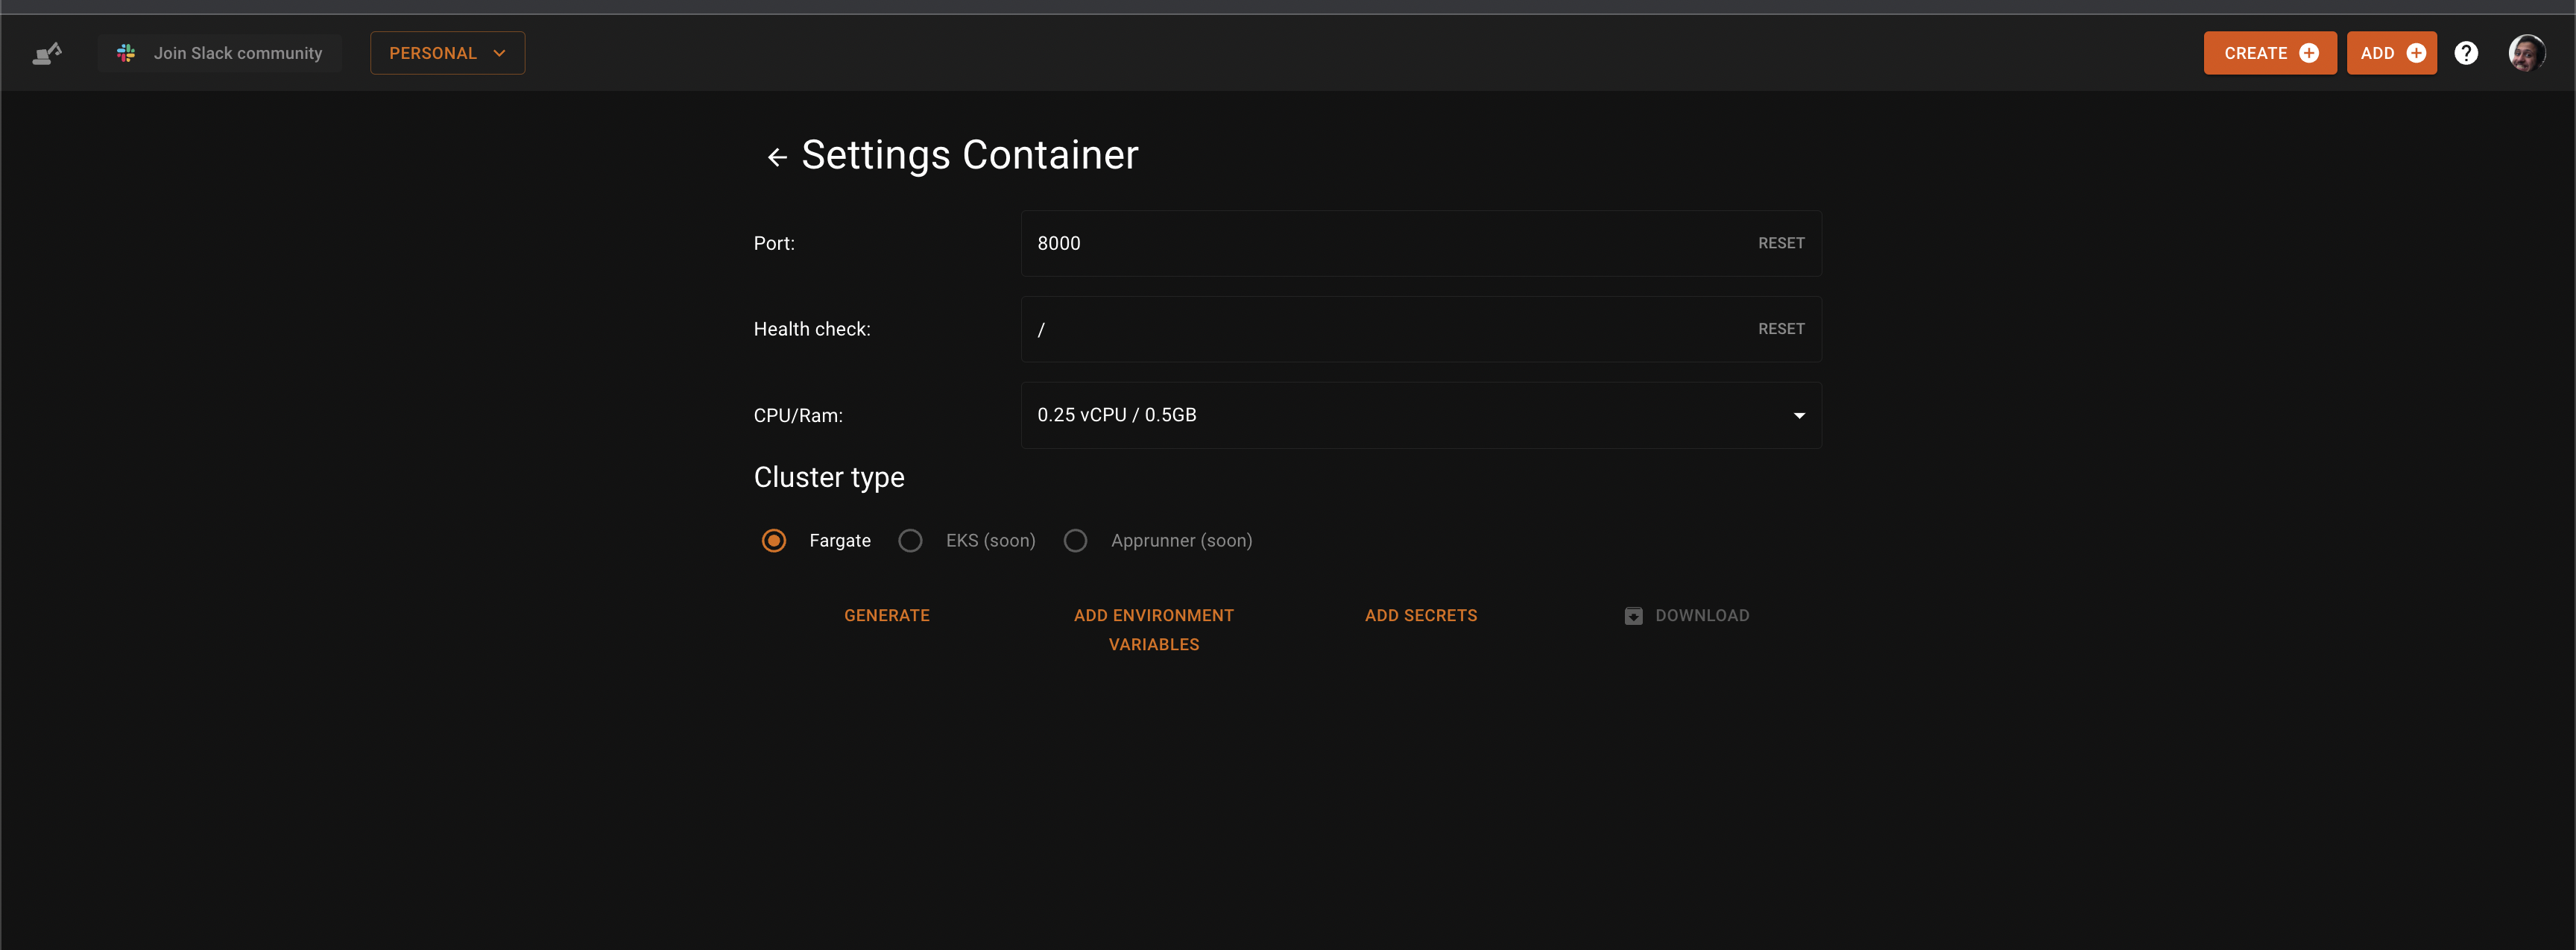 Join Slack community
PERSONAL
CREATE
ADD
?
Settings Container
Port:
8000
RESET
Health check:
/
RESET
CPU/Ram:
0.25 vCPU / 0.5GB
Cluster type
Fargate
EKS (soon)
Apprunner (soon)
GENERATE
ADD ENVIRONMENT
VARIABLES
ADD SECRETS
DOWNLOAD